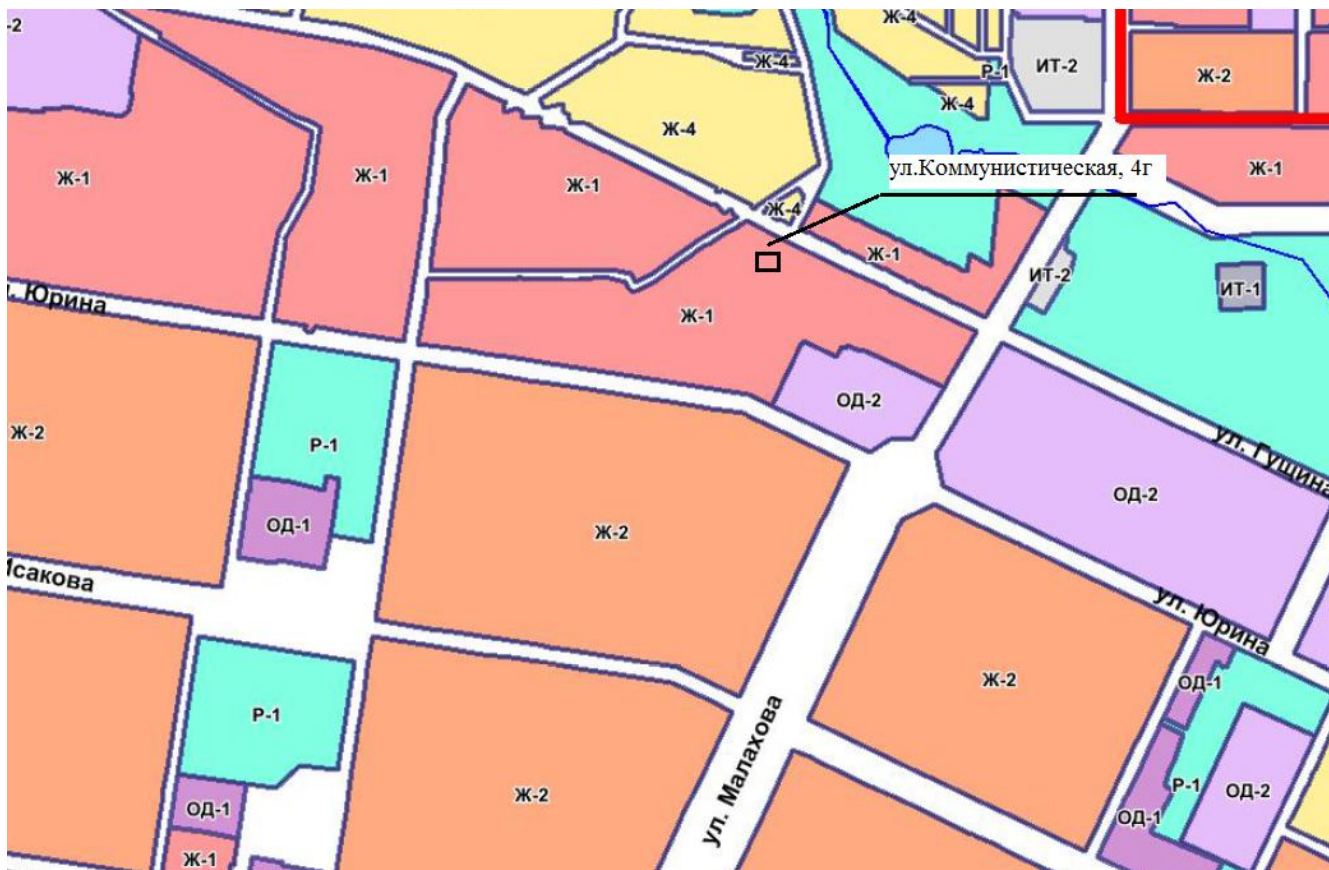 -2
Ж-4
Ж-4
Р-1
ИТ-2
Ж-2
Ж-4
Ж-4
ул.Коммунистическая, 4г
Ж-1
Ж-1
Ж-1
Ж-1
Ж-4
Ж-1
ИТ-2
ИТ-1
л. Юрина
Ж-1
ОД-2
Ж-2
Р-1
ул. Гущина
ОД-2
ОД-1
Ж-2
Исакова
ул. Юрина
Ж-2
ОД-1
Р-1
ул. Малахова
Ж-2
Р-1
ОД-2
ОД-1
ОД-1
Ж-1